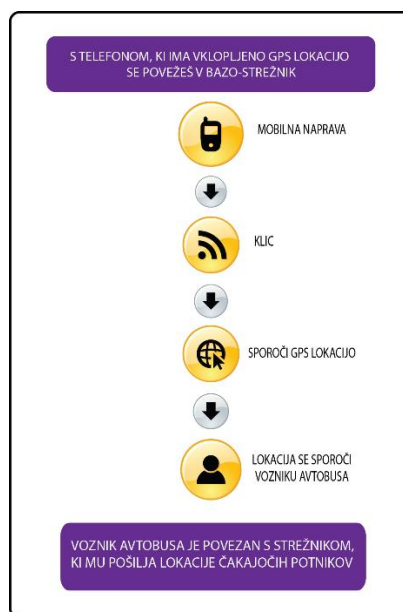 S TELEFONOM, KI IMA VKLOPLJENO GPS LOKACIJO
SE POVEŽEŠ V BAZO-STREŽNIK
MOBILNA NAPRAVA
KLIC
SPOROČI GPS LOKACIJO
LOKACIJA SE SPOROČI
VOZNIKU AVTOBUSA
VOZNIK AVTOBUSA JE POVEZAN S STREŽNIKOM,
KI MU POŠILJA LOKACIJE ČAKAJOČIH POTNIKOV